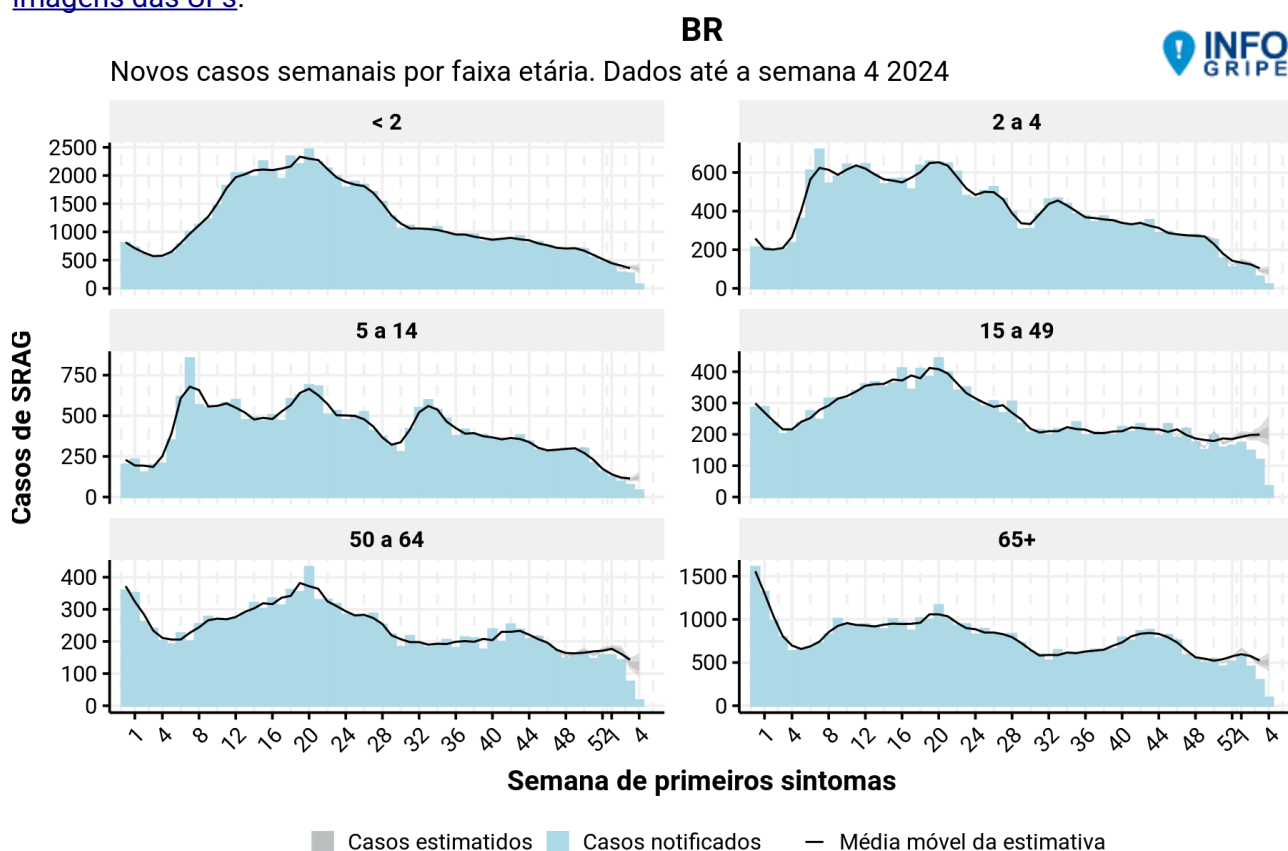 imagens das UFs.
BR
INFO
GRIPE
Novos casos semanais por faixa etária. Dados até a semana 4 2024
< 2
2 a 4
2500
2000
1500
1000
500
0
600
400
200
0
5 a 14
15 a 49
750
500
250
0
400
300
200
100
0
50 a 64
65+
400
300
200
100
0
1500
1000
500
0
Casos de SRAG
1 4 8 12 16 20 24 28 32 36 40 44 48 52 1 4
1 4 8 12 16 20 24 28 32 36 40 44 48 52 1 4
Semana de primeiros sintomas
Casos estimatidos Casos notificados Média móvel da estimativa